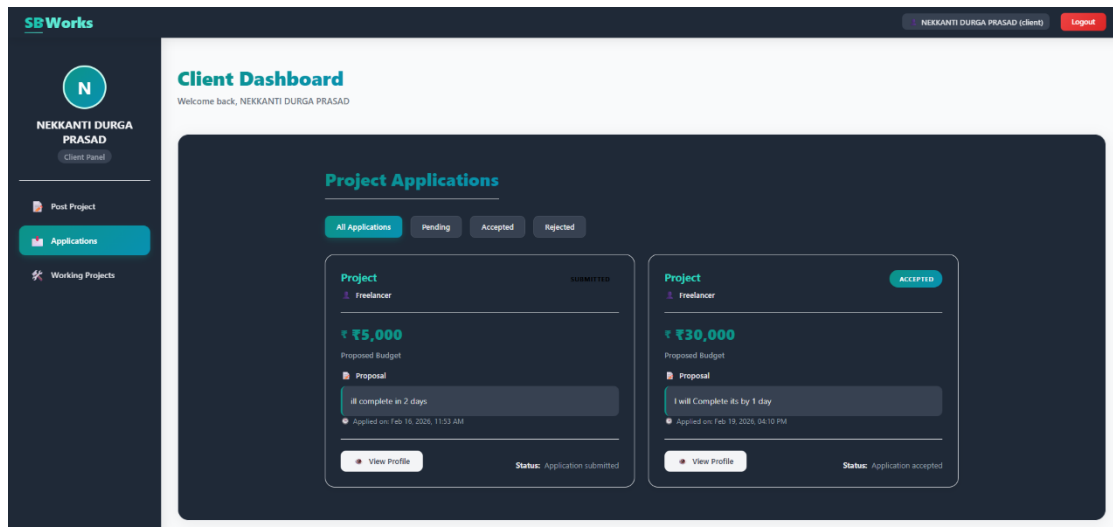 SB Works
NEKKANTI DURGA PRASAD (client)
Logout
N
NEKKANTI DURGA
PRASAD
Client Panel
Post Project
Applications
Working Projects
Client Dashboard
Welcome back, NEKKANTI DURGA PRASAD
Project Applications
All Applications
Pending
Accepted
Rejected
Project
SUBMITTED
Freelancer
₹ ₹5,000
Proposed Budget
Proposal
ill complete in 2 days
Applied on: Feb 16, 2026, 11:53 AM
View Profile
Status: Application submitted
Project
ACCEPTED
Freelancer
₹ ₹30,000
Proposed Budget
Proposal
I will Complete its by 1 day
Applied on: Feb 19, 2026, 04:10 PM
View Profile
Status: Application accepted